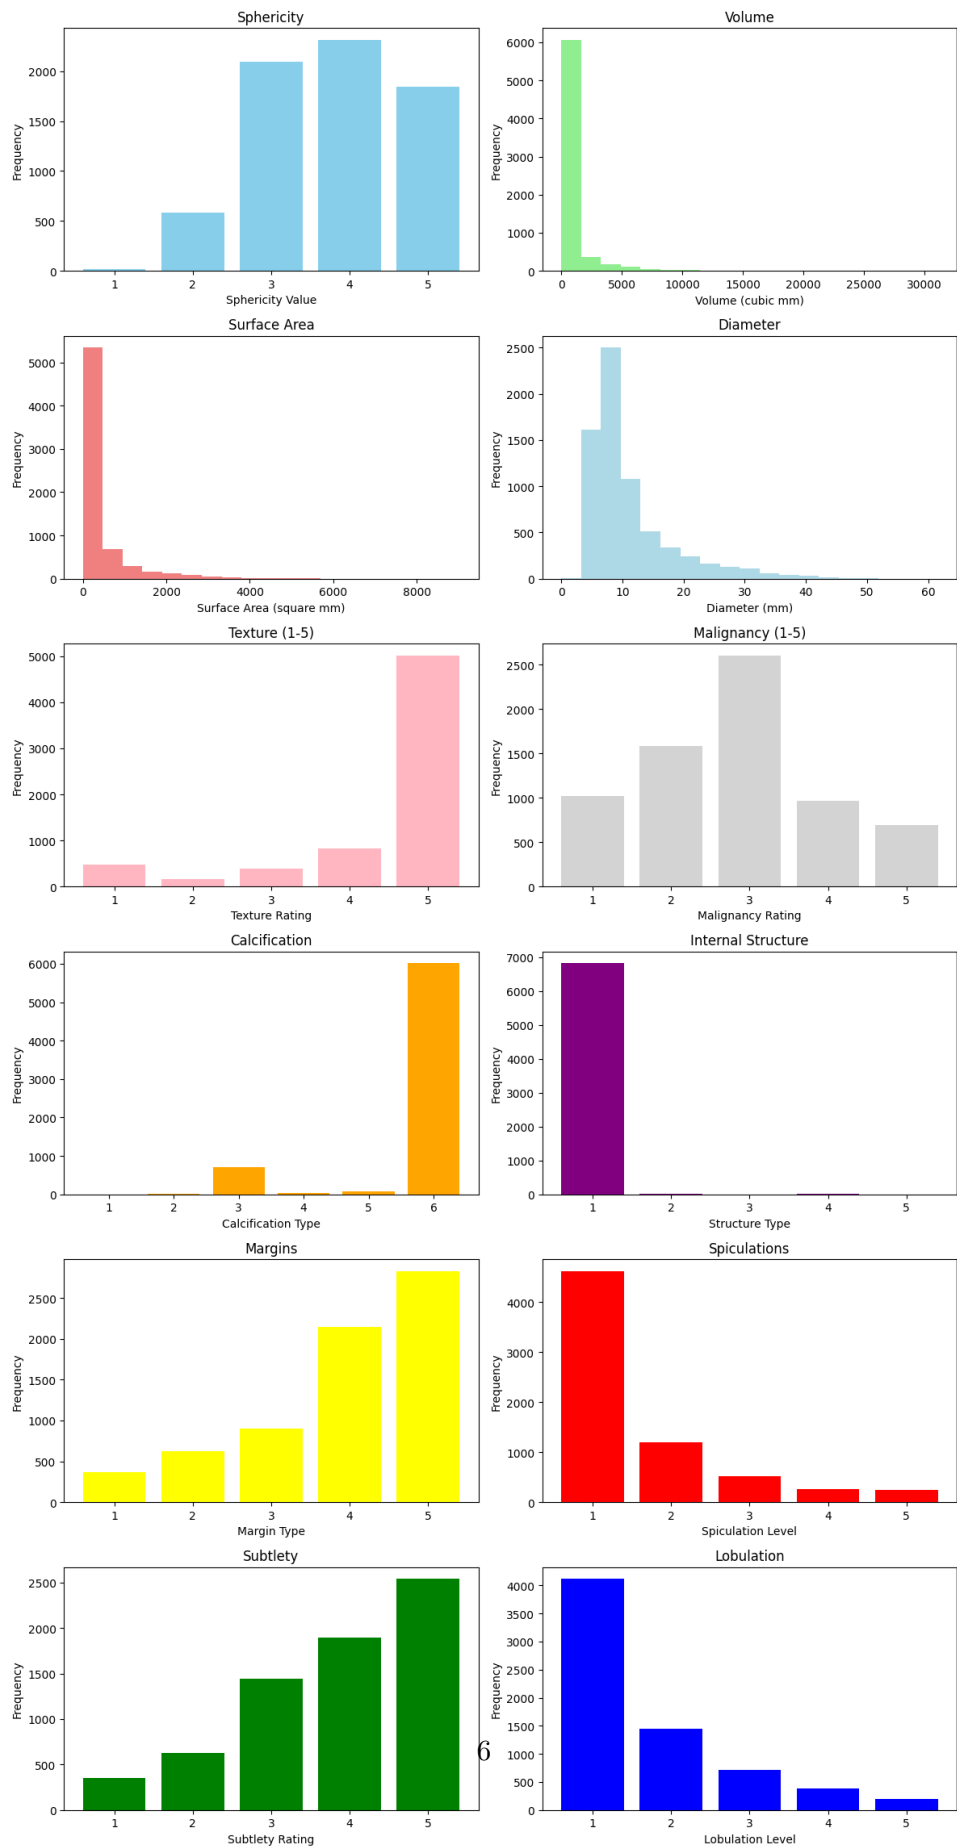 Sphericity
Frequency
2000
1500
1000
500
0
1 2 3 4 5
Sphericity Value
Volume
Frequency
6000
5000
4000
3000
2000
1000
0
0 5000 10000 15000 20000 25000 30000
Volume (cubic mm)
Surface Area
Frequency
5000
4000
3000
2000
1000
0
0 2000 4000 6000 8000
Surface Area (square mm)
Diameter
Frequency
2500
2000
1500
1000
500
0
0 10 20 30 40 50 60
Diameter (mm)
Texture (1-5)
Frequency
5000
4000
3000
2000
1000
0
1 2 3 4 5
Texture Rating
Malignancy (1-5)
Frequency
2500
2000
1500
1000
500
0
1 2 3 4 5
Malignancy Rating
Calcification
Frequency
6000
5000
4000
3000
2000
1000
0
1 2 3 4 5 6
Calcification Type
Internal Structure
Frequency
7000
6000
5000
4000
3000
2000
1000
0
1 2 3 4 5
Structure Type
Margins
Frequency
2500
2000
1500
1000
500
0
1 2 3 4 5
Margin Type
Spiculations
Frequency
4000
3000
2000
1000
0
1 2 3 4 5
Spiculation Level
Subtlety
Frequency
2500
2000
1500
1000
500
0
1 2 3 4 5
Subtlety Rating
Lobulation
Frequency
4000
3500
3000
2500
2000
1500
1000
500
0
1 2 3 4 5
Lobulation Level
6